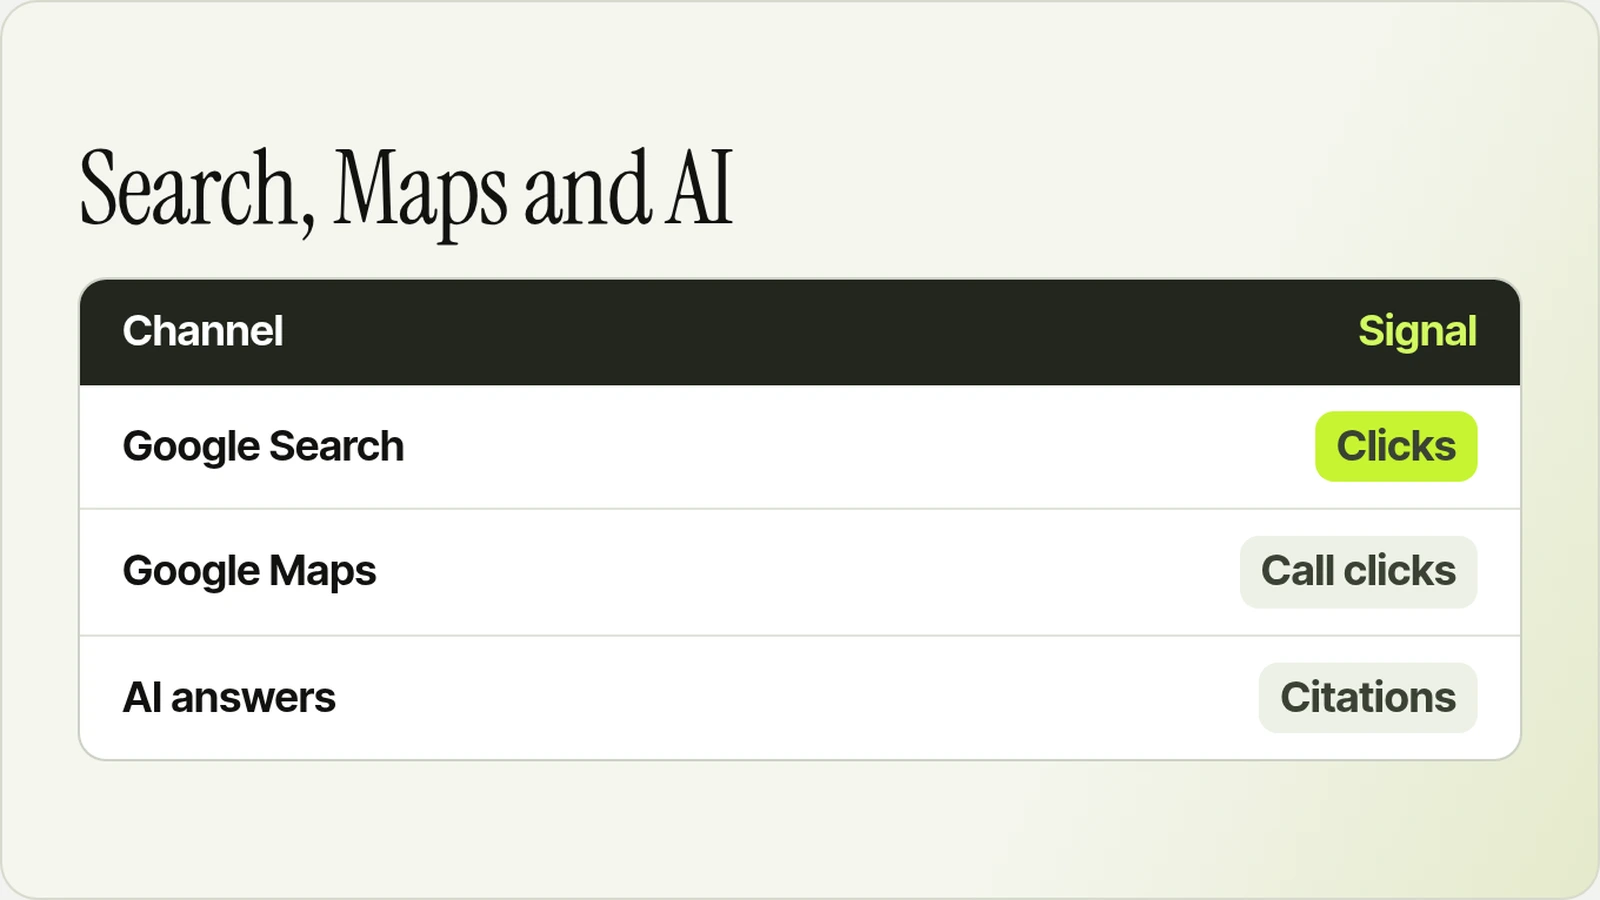 Search, Maps and AI
Channel Signal
Google Search Clicks
Google Maps Call clicks
AI answers Citations